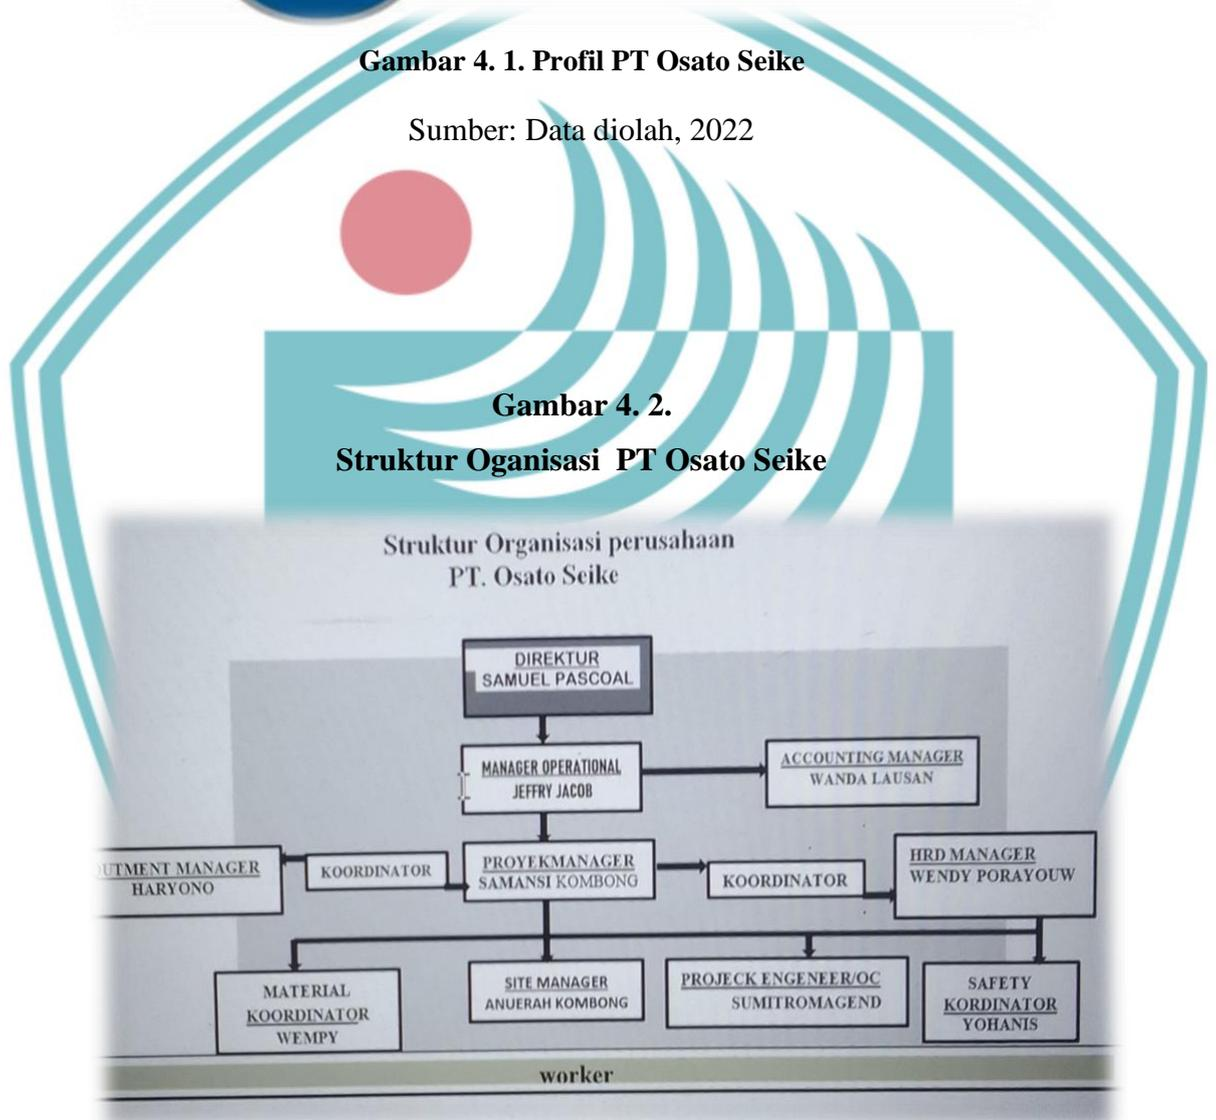 Gambar 4. 1. Profil PT Osato Seike
Sumber: Data diolah, 2022
Gambar 4. 2.
Struktur Oganisasi PT Osato Seike
Struktur Organisasi perusahaan
PT. Osato Seike
DIREKTUR
SAMUEL PASCOAL
MANAGER OPERATIONAL
JEFFRY JACOB
ACCOUNTING MANAGER
WANDA LAUSAN
UTMENT MANAGER
HARYONO
KOORDINATOR
PROYEKMANAGER
SAMANSI KOMBONG
KOORDINATOR
HRD MANAGER
WENDY PORAYOUW
MATERIAL
KOORDINATOR
WEMPY
SITE MANAGER
ANUERAH KOMBONG
PROJECK ENGENEER/OC
SUMITROMAGEND
SAFETY
KORDINATOR
YOHANIS
worker